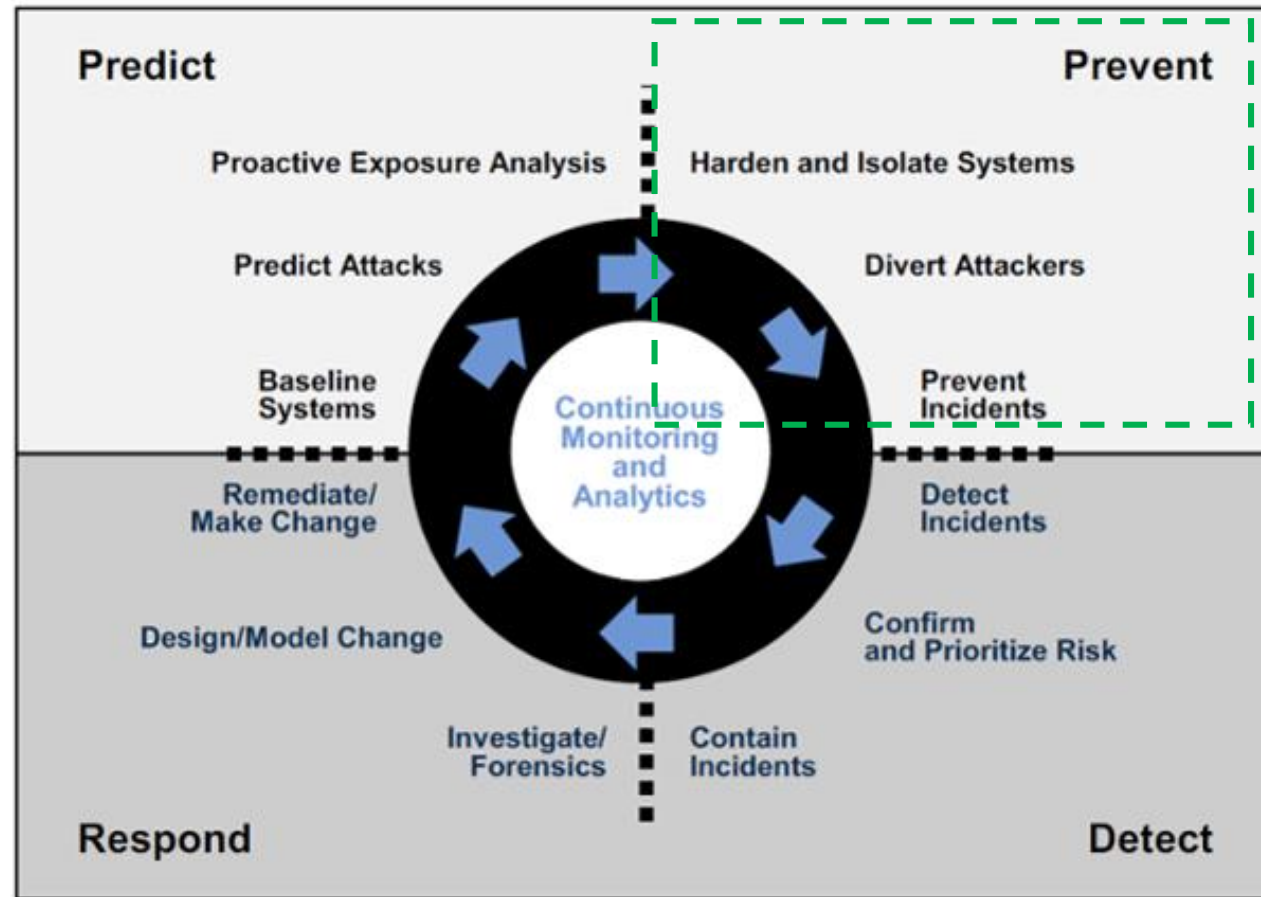 Predict
Prevent
Proactive Exposure Analysis
Harden and Isolate Systems
Predict Attacks
Divert Attackers
Baseline
Systems
Prevent
Incidents
Continuous
Monitoring
and
Analytics
Remediate/
Make Change
Detect
Incidents
Design/Model Change
Confirm
and Prioritize Risk
Investigate/
Forensics
Contain
Incidents
Respond
Detect